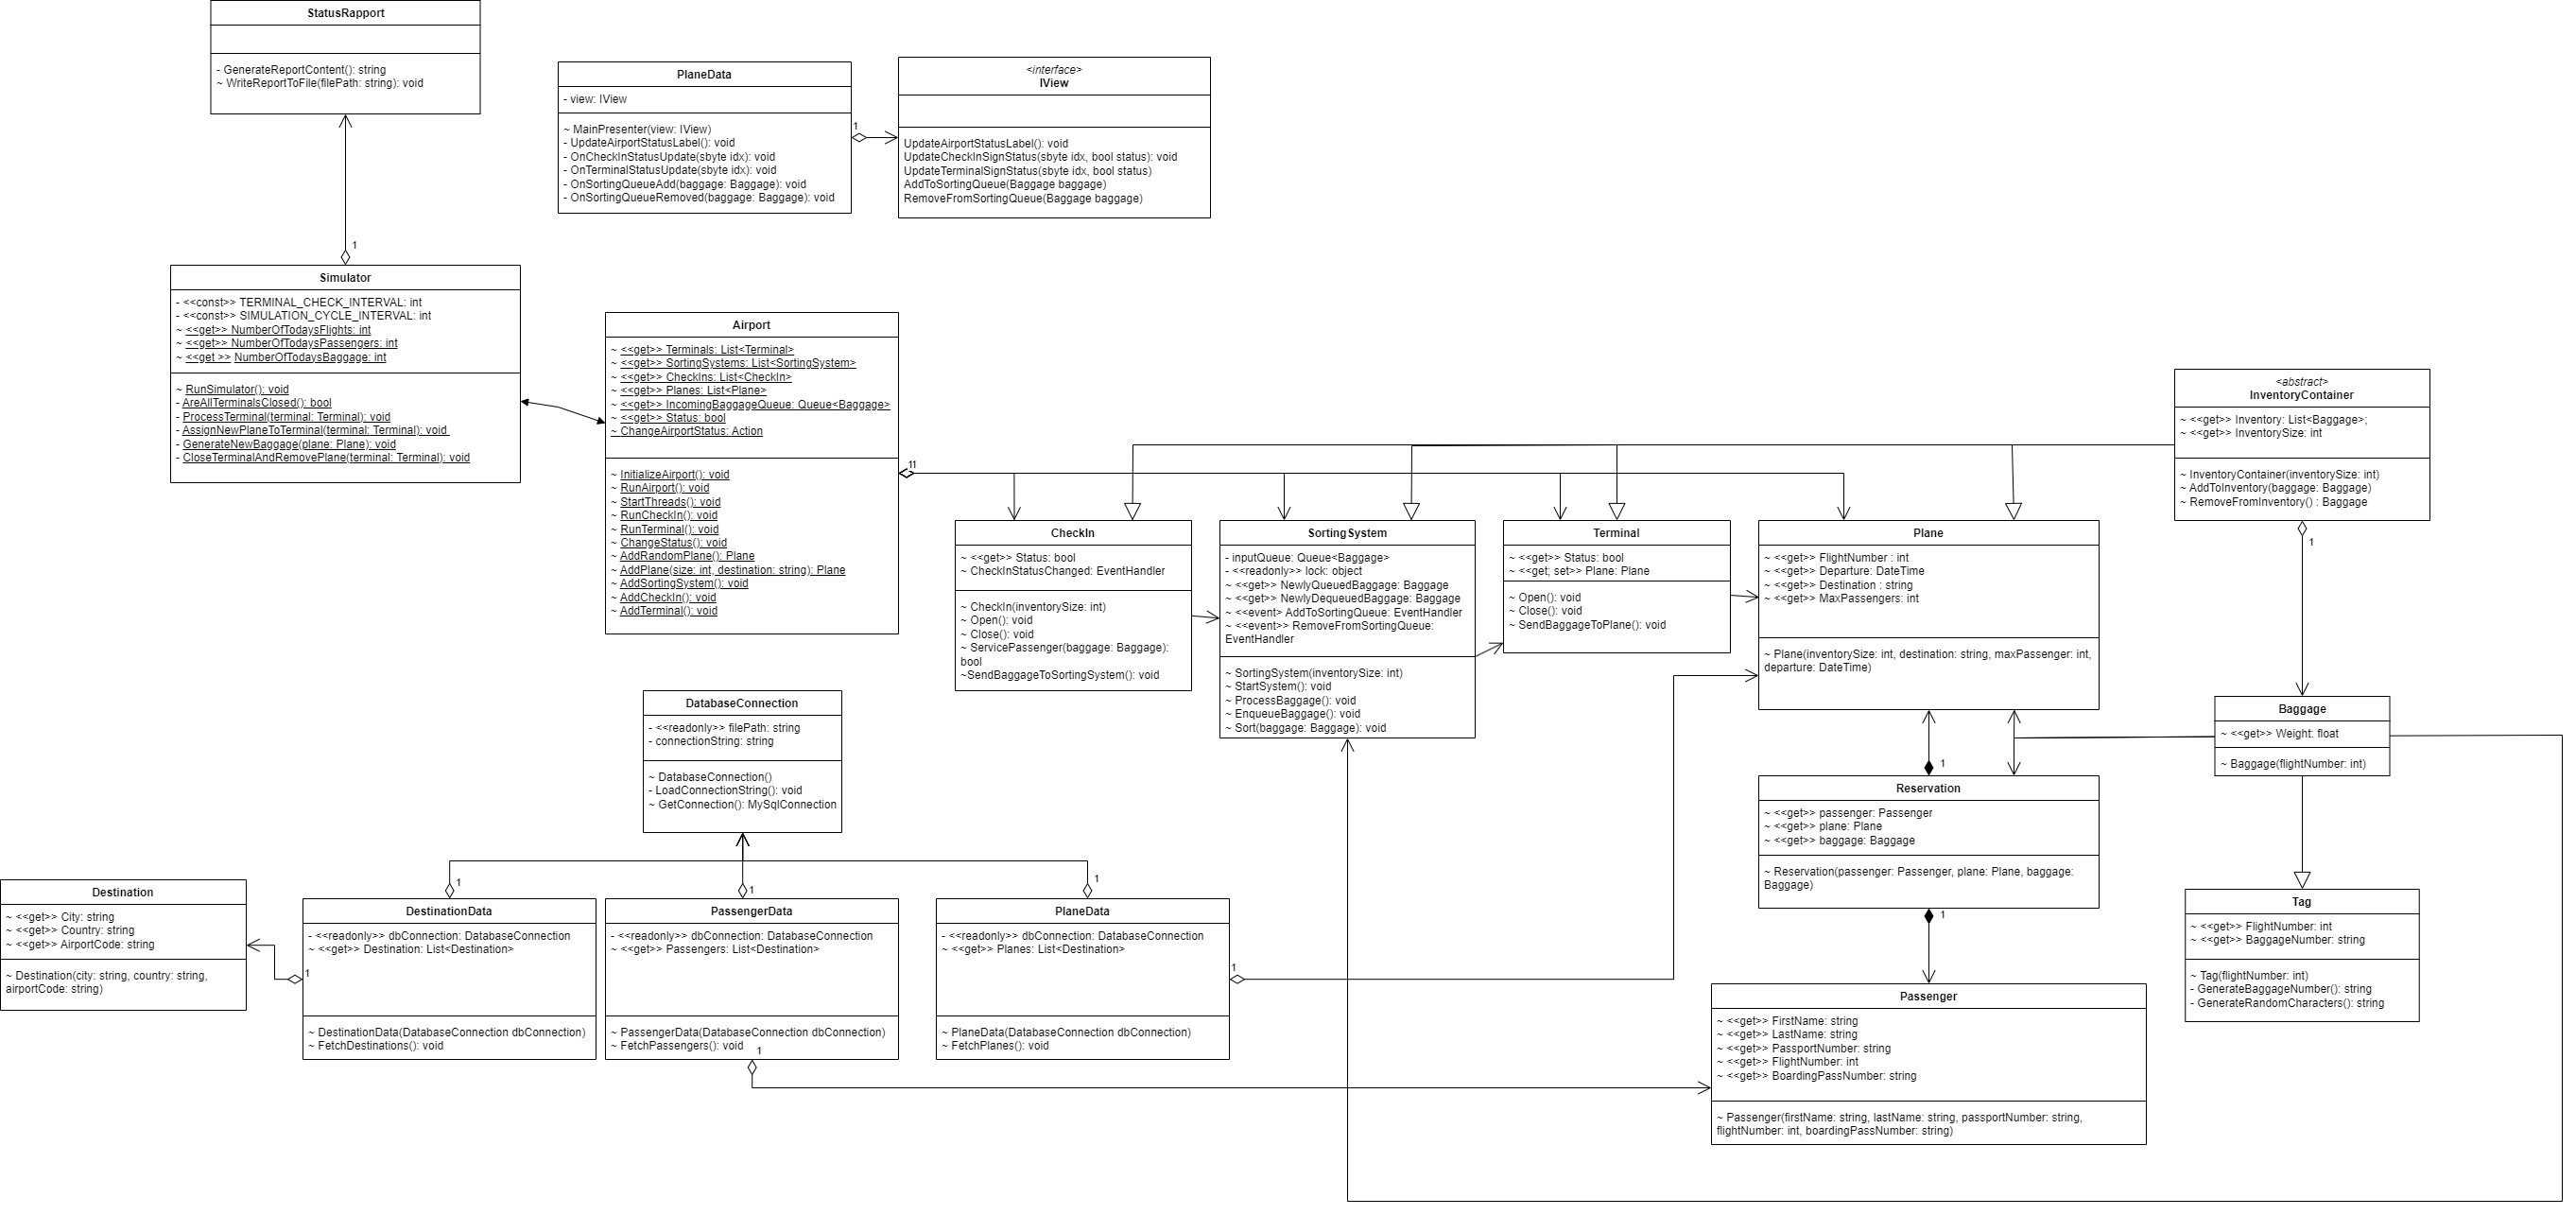 StatusRapport
- GenerateReportContent(): string
~ WriteReportToFile(filePath: string): void
1
PlaneData
- view: IView
~ MainPresenter(view: IView)
- UpdateAirportStatusLabel(): void
- OnCheckInStatusUpdate(sbyte idx): void
- OnTerminalStatusUpdate(sbyte idx): void
- OnSortingQueueAdd(baggage: Baggage): void
- OnSortingQueueRemoved(baggage: Baggage): void
1
<interface>
IView
UpdateAirportStatusLabel(): void
UpdateCheckInSignStatus(sbyte idx, bool status): void
UpdateTerminalSignStatus(sbyte idx, bool status)
AddToSortingQueue(Baggage baggage)
RemoveFromSortingQueue(Baggage baggage)
Simulator
- <<const>> TERMINAL_CHECK_INTERVAL: int
- <<const>> SIMULATION_CYCLE_INTERVAL: int
~ <<get>> NumberOfTodaysFlights: int
~ <<get>> NumberOfTodaysPassengers: int
~ <<get >> NumberOfTodaysBaggage: int
~ RunSimulator(): void
- AreAllTerminalsClosed(): bool
- ProcessTerminal(terminal: Terminal): void
- AssignNewPlaneToTerminal(terminal: Terminal): void
- GenerateNewBaggage(plane: Plane): void
- CloseTerminalAndRemovePlane(terminal: Terminal): void
Airport
~ <<get>> Terminals: List<Terminal>
~ <<get>> SortingSystems: List<SortingSystem>
~ <<get>> CheckIns: List<CheckIn>
~ <<get>> Planes: List<Plane>
~ <<get>> IncomingBaggageQueue: Queue<Baggage>
~ <<get>> Status: bool
~ ChangeAirportStatus: Action
~ InitializeAirport(): void
~ RunAirport(): void
~ StartThreads(): void
~ RunCheckIn(): void
~ RunTerminal(): void
~ ChangeStatus(): void
~ AddRandomPlane(): Plane
~ AddPlane(size: int, destination: string): Plane
~ AddSortingSystem(): void
~ AddCheckIn(): void
~ AddTerminal(): void
11
<abstract>
InventoryContainer
~ <<get>> Inventory: List<Baggage>;
~ <<get>> InventorySize: int
~ InventoryContainer(inventorySize: int)
~ AddToInventory(baggage: Baggage)
~ RemoveFromInventory() : Baggage
1
CheckIn
~ <<get>> Status: bool
~ CheckInStatusChanged: EventHandler
~ CheckIn(inventorySize: int)
~ Open(): void
~ Close(): void
~ ServicePassenger(baggage: Baggage):
bool
~SendBaggageToSortingSystem(): void
SortingSystem
- inputQueue: Queue<Baggage>
- <<readonly>> lock: object
~ <<get>> NewlyQueuedBaggage: Baggage
~ <<get>> NewlyDequeuedBaggage: Baggage
~ <<event> AddToSortingQueue: EventHandler
~ <<event>> RemoveFromSortingQueue:
EventHandler
~ SortingSystem(inventorySize: int)
~ StartSystem(): void
~ ProcessBaggage(): void
~ EnqueueBaggage(): void
~ Sort(baggage: Baggage): void
Terminal
~ <<get>> Status: bool
~ <<get; set>> Plane: Plane
~ Open(): void
~ Close(): void
~ SendBaggageToPlane(): void
Plane
~ <<get>> FlightNumber : int
~ <<get>> Departure: DateTime
~ <<get>> Destination : string
~ <<get>> MaxPassengers: int
~ Plane(inventorySize: int, destination: string, maxPassenger: int,
departure: DateTime)
DatabaseConnection
- <<readonly>> filePath: string
- connectionString: string
~ DatabaseConnection()
- LoadConnectionString(): void
~ GetConnection(): MySqlConnection
Baggage
~ <<get>> Weight: float
~ Baggage(flightNumber: int)
1
Reservation
~ <<get>> passenger: Passenger
~ <<get>> plane: Plane
~ <<get>> baggage: Baggage
~ Reservation(passenger: Passenger, plane: Plane, baggage:
Baggage)
1
Destination
~ <<get>> City: string
~ <<get>> Country: string
~ <<get>> AirportCode: string
~ Destination(city: string, country: string,
airportCode: string)
1
1
DestinationData
- <<readonly>> dbConnection: DatabaseConnection
~ <<get>> Destination: List<Destination>
~ DestinationData(DatabaseConnection dbConnection)
~ FetchDestinations(): void
1
PassengerData
- <<readonly>> dbConnection: DatabaseConnection
~ <<get>> Passengers: List<Destination>
~ PassengerData(DatabaseConnection dbConnection)
~ FetchPassengers(): void
1
1
PlaneData
- <<readonly>> dbConnection: DatabaseConnection
~ <<get>> Planes: List<Destination>
~ PlaneData(DatabaseConnection dbConnection)
~ FetchPlanes(): void
1
Tag
~ <<get>> FlightNumber: int
~ <<get>> BaggageNumber: string
~ Tag(flightNumber: int)
- GenerateBaggageNumber(): string
- GenerateRandomCharacters(): string
Passenger
~ <<get>> FirstName: string
~ <<get>> LastName: string
~ <<get>> PassportNumber: string
~ <<get>> FlightNumber: int
~ <<get>> BoardingPassNumber: string
~ Passenger(firstName: string, lastName: string, passportNumber: string,
flightNumber: int, boardingPassNumber: string)